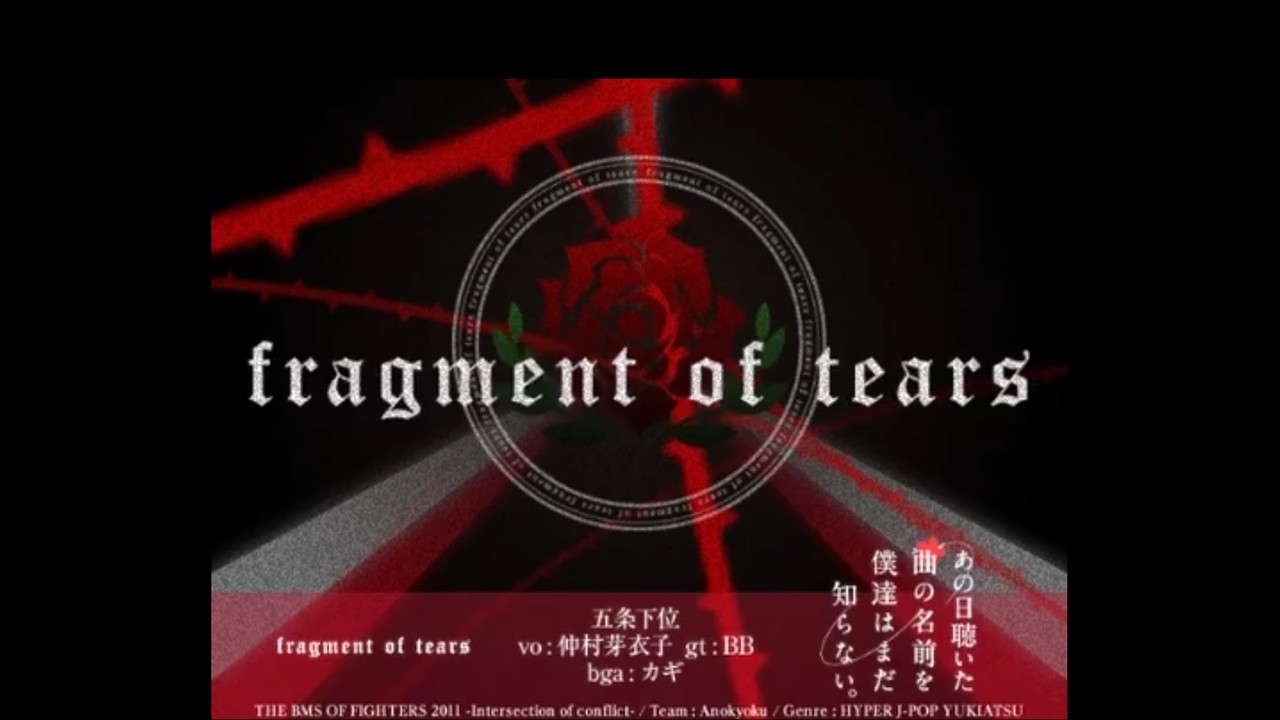 fragment of tears
fragment of tears
五条下位
vo : 仲村芽衣子 gt : BB
bga : カギ
あの日聴いた
曲の名前を
僕達はまだ
知らない。
THE BMS OF FIGHTERS 2011 -Intersection of conflict- / Team : Anokyoku / Genre : HYPER J-POP YUKIATSU